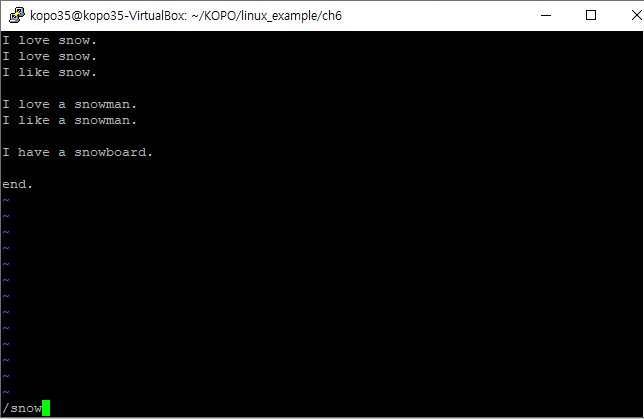 kopo35@kopo35-VirtualBox: ~/KOPO/linux_example/ch6
I love snow.
I love snow.
I like snow.
I love a snowman.
I like a snowman.
I have a snowboard.
end.
~
~
~
~
~
~
~
~
~
~
~
~
~
/snow